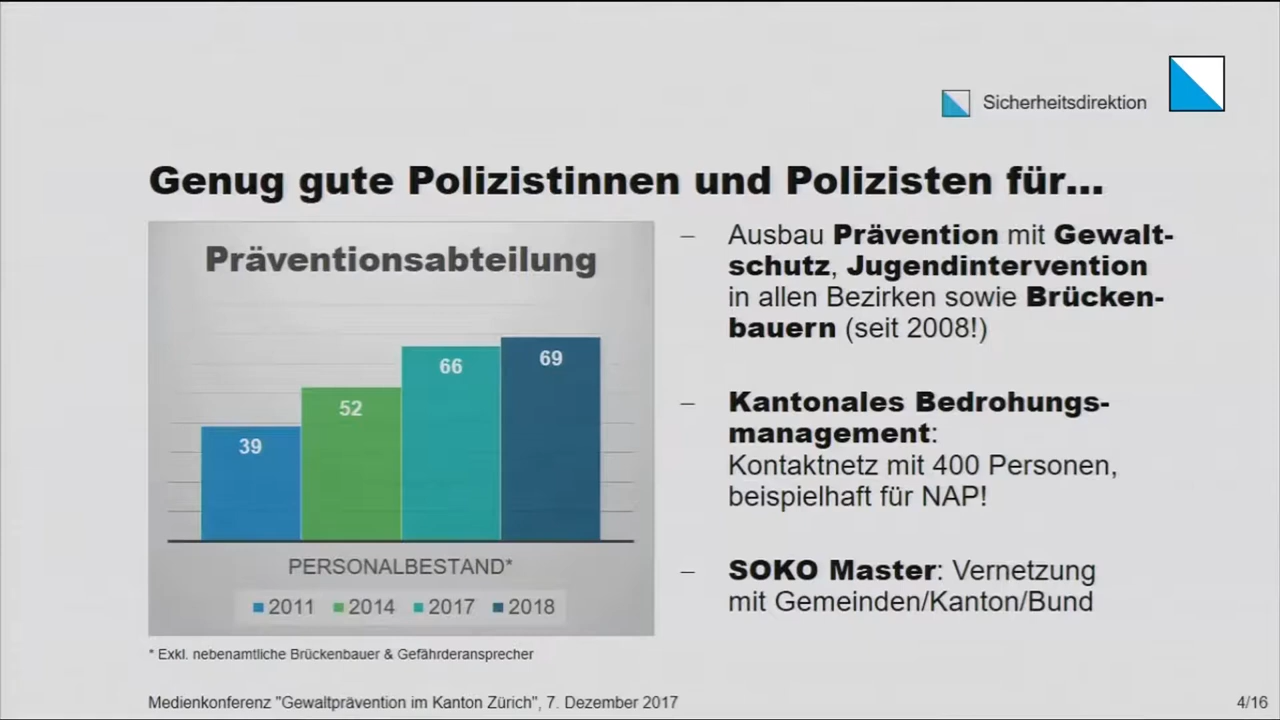 Sicherheitsdirektion
Genug gute Polizistinnen und Polizisten für...
Präventionsabteilung
39
52
66
69
PERSONALBESTAND*
2011 2014 2017 2018
* Exkl. nebenamtliche Brückenbauer & Gefährderansprecher
– Ausbau Prävention mit Gewalt-
schutz, Jugendintervention
in allen Bezirken sowie Brücken-
bauern (seit 2008!)
– Kantonales Bedrohungs-
management:
Kontaktnetz mit 400 Personen,
beispielhaft für NAP!
– SOKO Master: Vernetzung
mit Gemeinden/Kanton/Bund
Medienkonferenz "Gewaltprävention im Kanton Zürich", 7. Dezember 2017
4/16